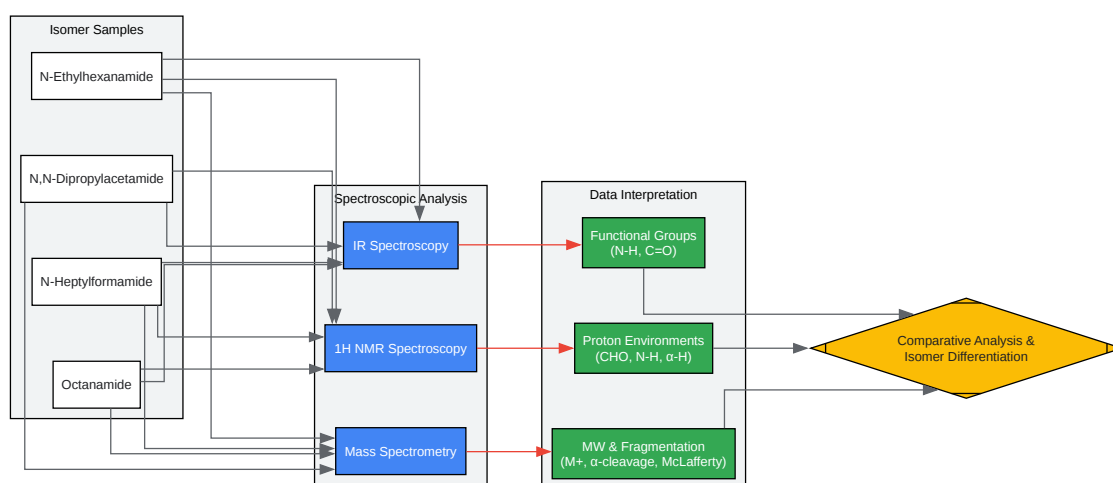 Isomer Samples
N-Ethylhexanamide
N,N-Dipropylacetamide
N-Heptylformamide
Octanamide
Spectroscopic Analysis
IR Spectroscopy
1H NMR Spectroscopy
Mass Spectrometry
Data Interpretation
Functional Groups
(N-H, C=O)
Proton Environments
(CHO, N-H, α-H)
MW & Fragmentation
(M+, α-cleavage, McLafferty)
Comparative Analysis &
Isomer Differentiation